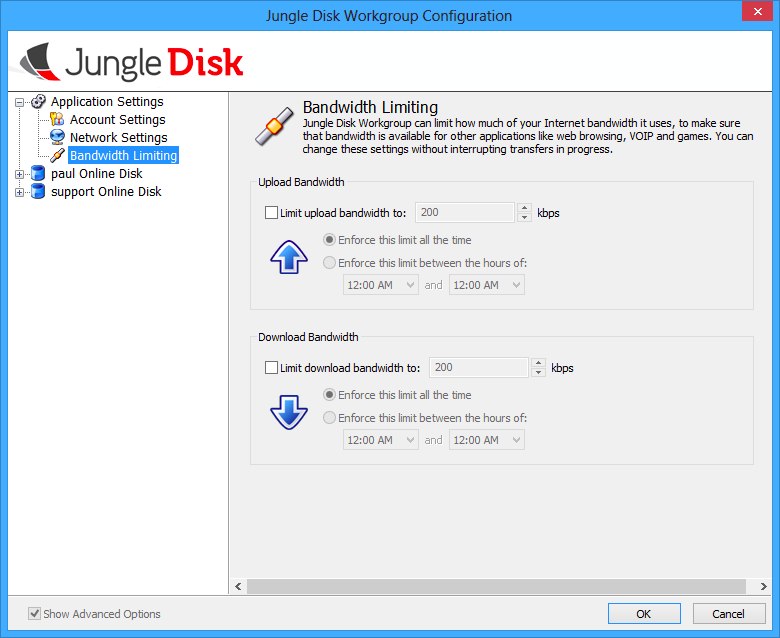 Jungle Disk Workgroup Configuration
Jungle Disk
Application Settings
Account Settings
Network Settings
Bandwidth Limiting
paul Online Disk
support Online Disk
Bandwidth Limiting
Jungle Disk Workgroup can limit how much of your Internet bandwidth it uses, to make sure
that bandwidth is available for other applications like web browsing, VOIP and games. You can
change these settings without interrupting transfers in progress.
Upload Bandwidth
Limit upload bandwidth to: 200 kbps
Enforce this limit all the time
Enforce this limit between the hours of:
12:00 AM and 12:00 AM
Download Bandwidth
Limit download bandwidth to: 200 kbps
Enforce this limit all the time
Enforce this limit between the hours of:
12:00 AM and 12:00 AM
Show Advanced Options
OK Cancel